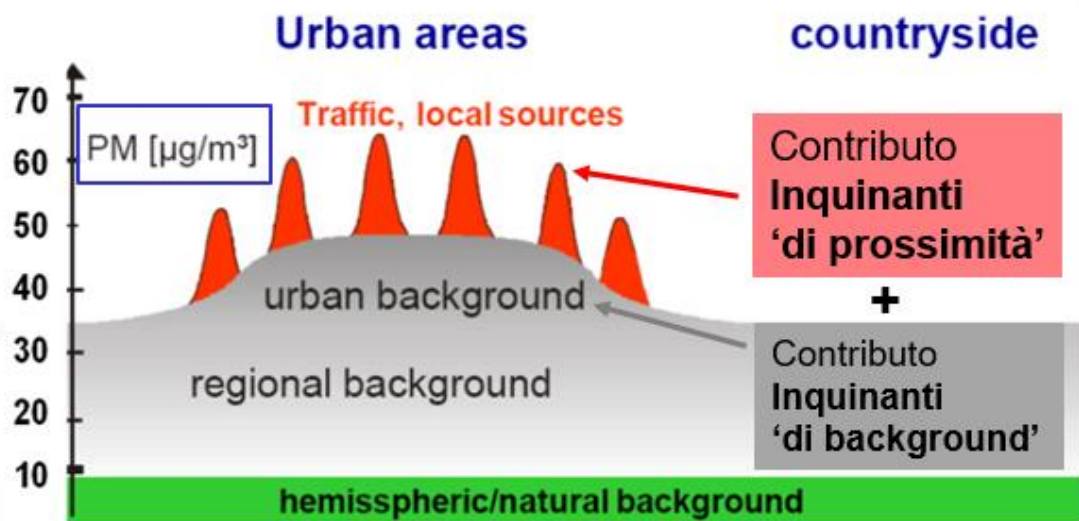 Urban areas
countryside
70
60
50
40
30
20
10
PM [µg/m³]
Traffic, local sources
urban background
regional background
hemisspheric/natural background
Contributo
Inquinanti
‘di prossimità’
+
Contributo
Inquinanti
‘di background’